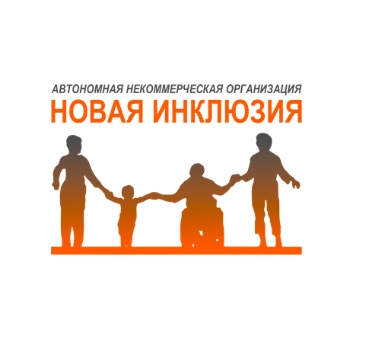 АВТОНОМНАЯ НЕКОММЕРЧЕСКАЯ ОРГАНИЗАЦИЯ
НОВАЯ ИНКЛЮЗИЯ